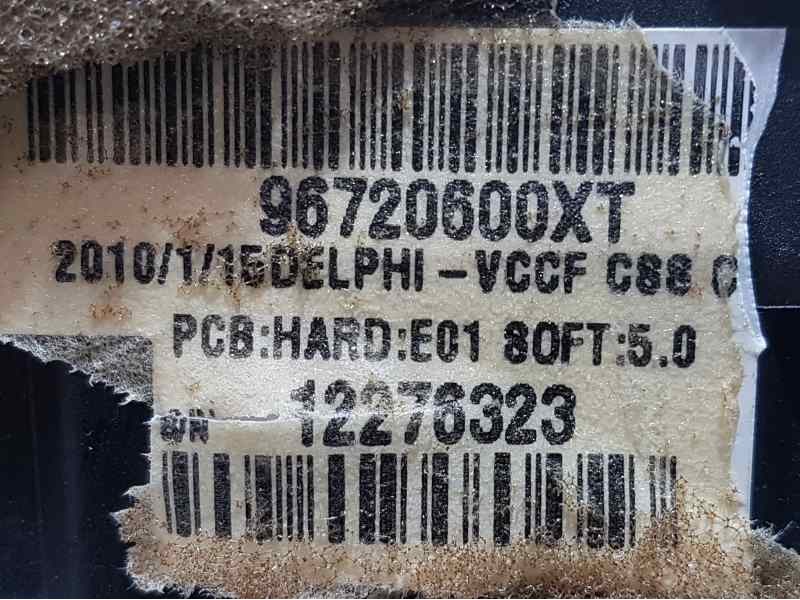 96720600XT
2010/1/15DELPHI-VCCF C88 C
PCB:HARD:E01 SOFT:5.0
S/N 12276323